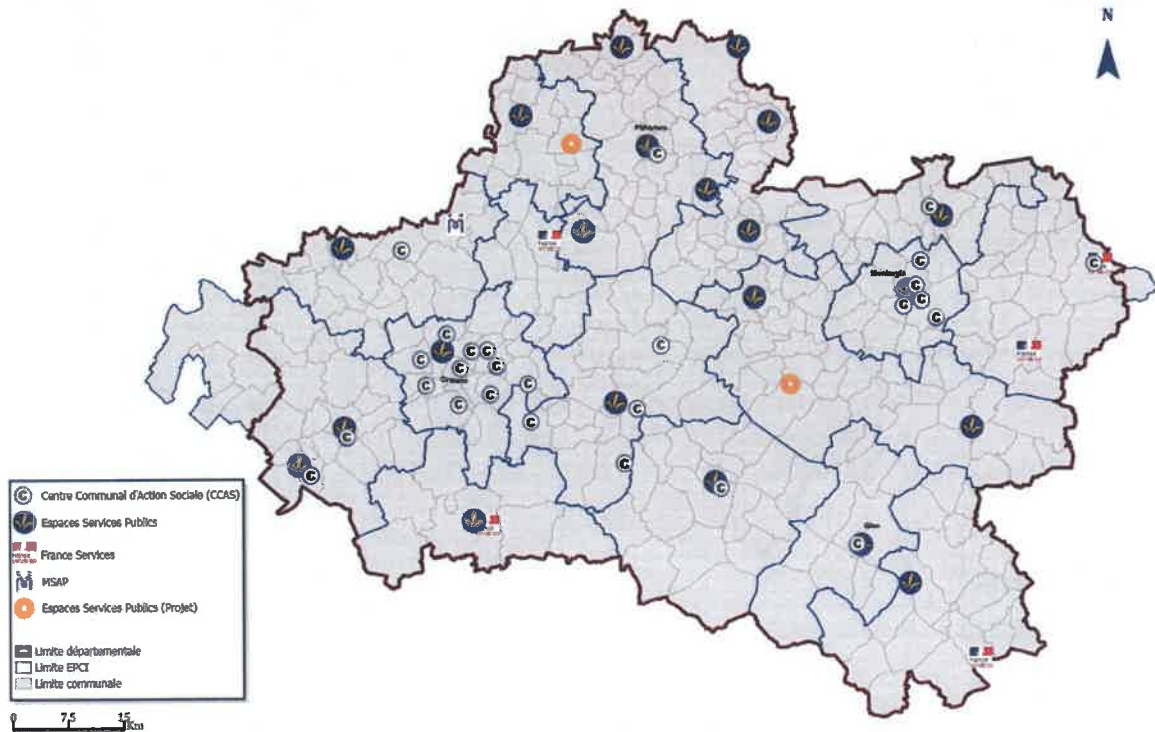 N
Pithiviers
Montargis
Orléans
Gien
C Centre Communal d'Action Sociale (CCAS)
Espaces Services Publics
France Services
MSAP
Espaces Services Publics (Projet)
Limite départementale
Limite EPCI
Limite communale
0 7,5 15 Km